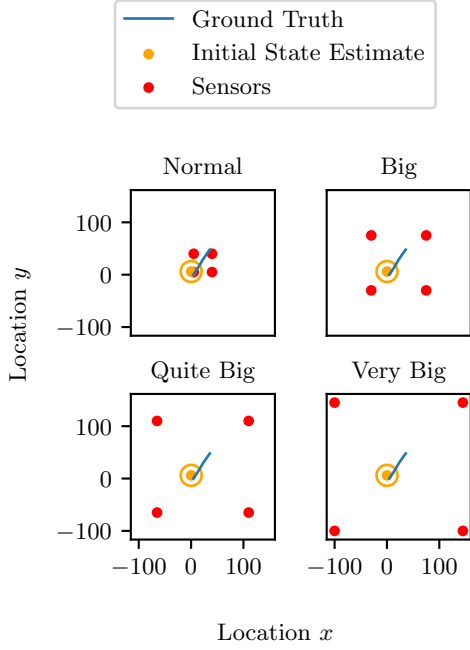 Ground Truth
Initial State Estimate
Sensors
Normal
Big
100
0
−100
Location y
Quite Big
Very Big
100
0
−100
−100 0 100
−100 0 100
Location x